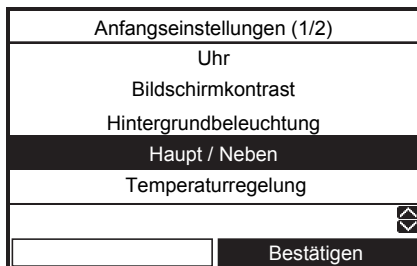 Anfangseinstellungen (1/2)
Uhr
Bildschirmkontrast
Hintergrundbeleuchtung
Haupt / Neben
Temperaturregelung
Bestätigen